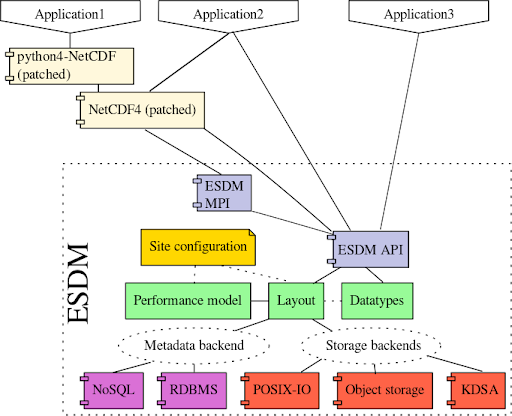 Application1
Application2
Application3
python4-NetCDF
(patched)
NetCDF4 (patched)
ESDM
ESDM
MPI
ESDM API
Site configuration
Performance model
Layout
Datatypes
Metadata backend
Storage backends
NoSQL
RDBMS
POSIX-IO
Object storage
KDSA